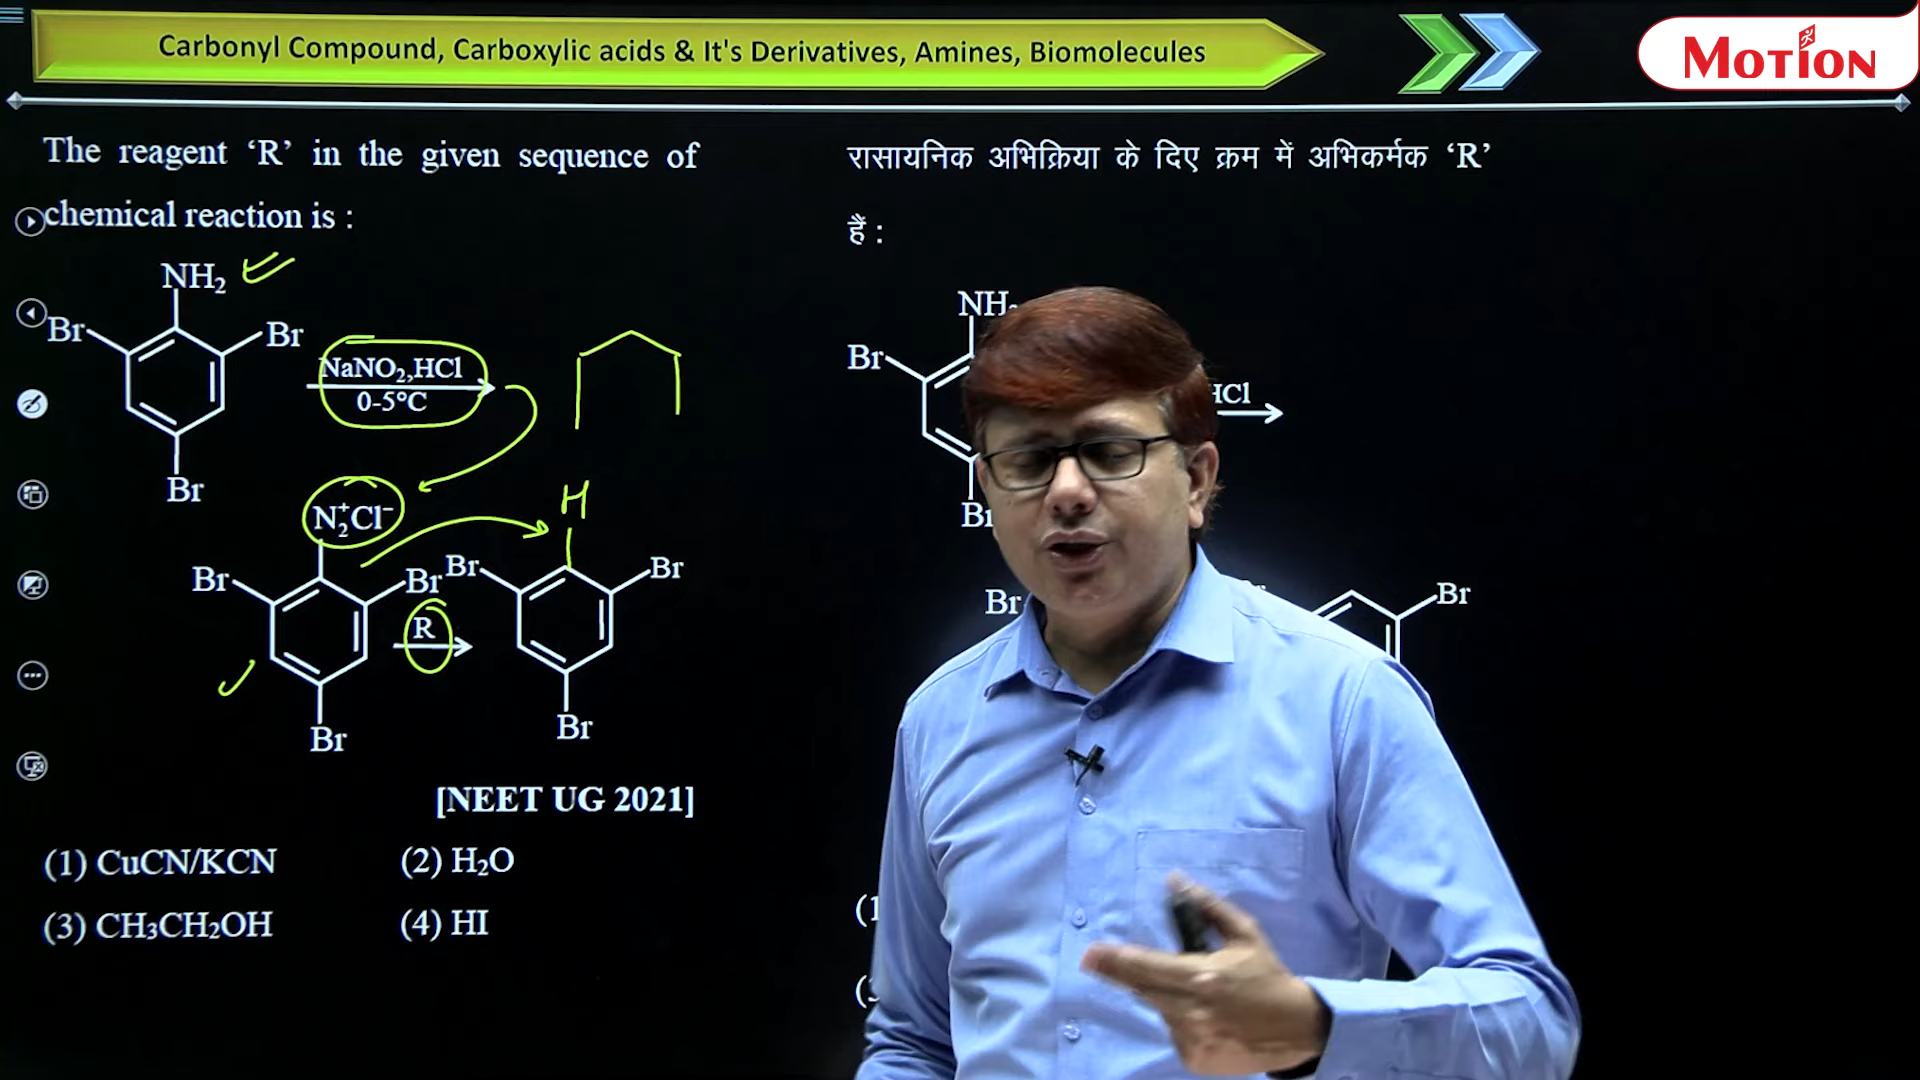 Carbonyl Compound, Carboxylic acids & It's Derivatives, Amines, Biomolecules
MOTION
The reagent ‘R’ in the given sequence of
chemical reaction is :
NH₂
Br
Br
NaNO₂,HCl
0-5°C
Br
N₂⁺Cl⁻
H
Br
Br
Br
Br
R
Br
Br
[NEET UG 2021]
(1) CuCN/KCN
(2) H₂O
(3) CH₃CH₂OH
(4) HI
रासायनिक अभिक्रिया के दिए क्रम में अभिकर्मक ‘R’
हैं :
Br
Br
Br